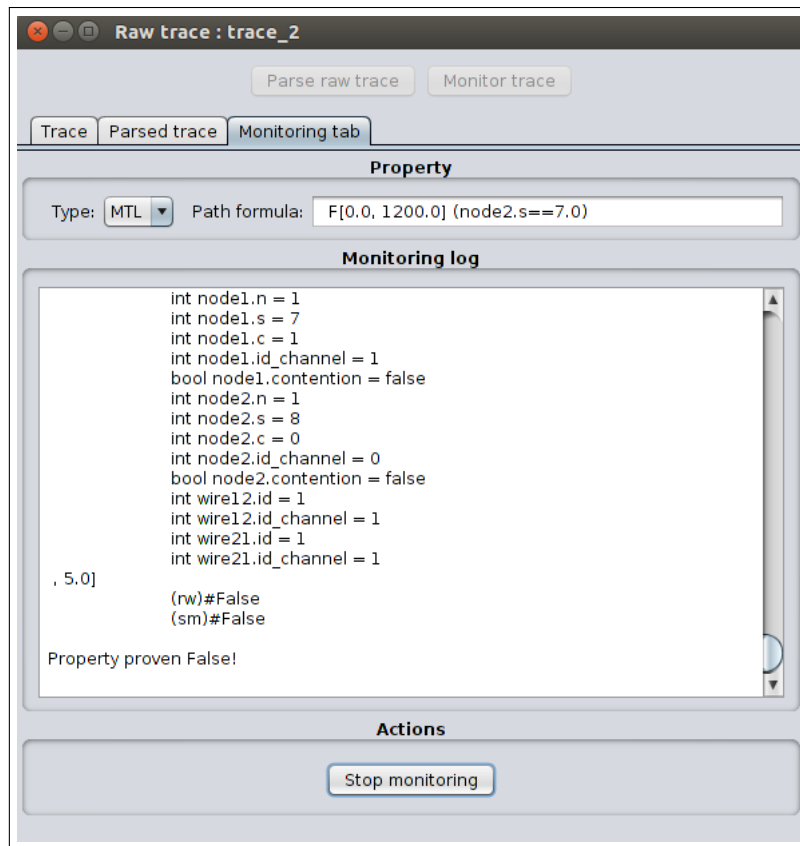 Raw trace : trace_2
Parse raw trace Monitor trace
Trace Parsed trace Monitoring tab
Property
Type: MTL Path formula: F[0.0, 1200.0] (node2.s==7.0)
Monitoring log
int node1.n = 1
int node1.s = 7
int node1.c = 1
int node1.id_channel = 1
bool node1.contention = false
int node2.n = 1
int node2.s = 8
int node2.c = 0
int node2.id_channel = 0
bool node2.contention = false
int wire12.id = 1
int wire12.id_channel = 1
int wire21.id = 1
int wire21.id_channel = 1
, 5.0]
(rw)#False
(sm)#False
Property proven False!
Actions
Stop monitoring